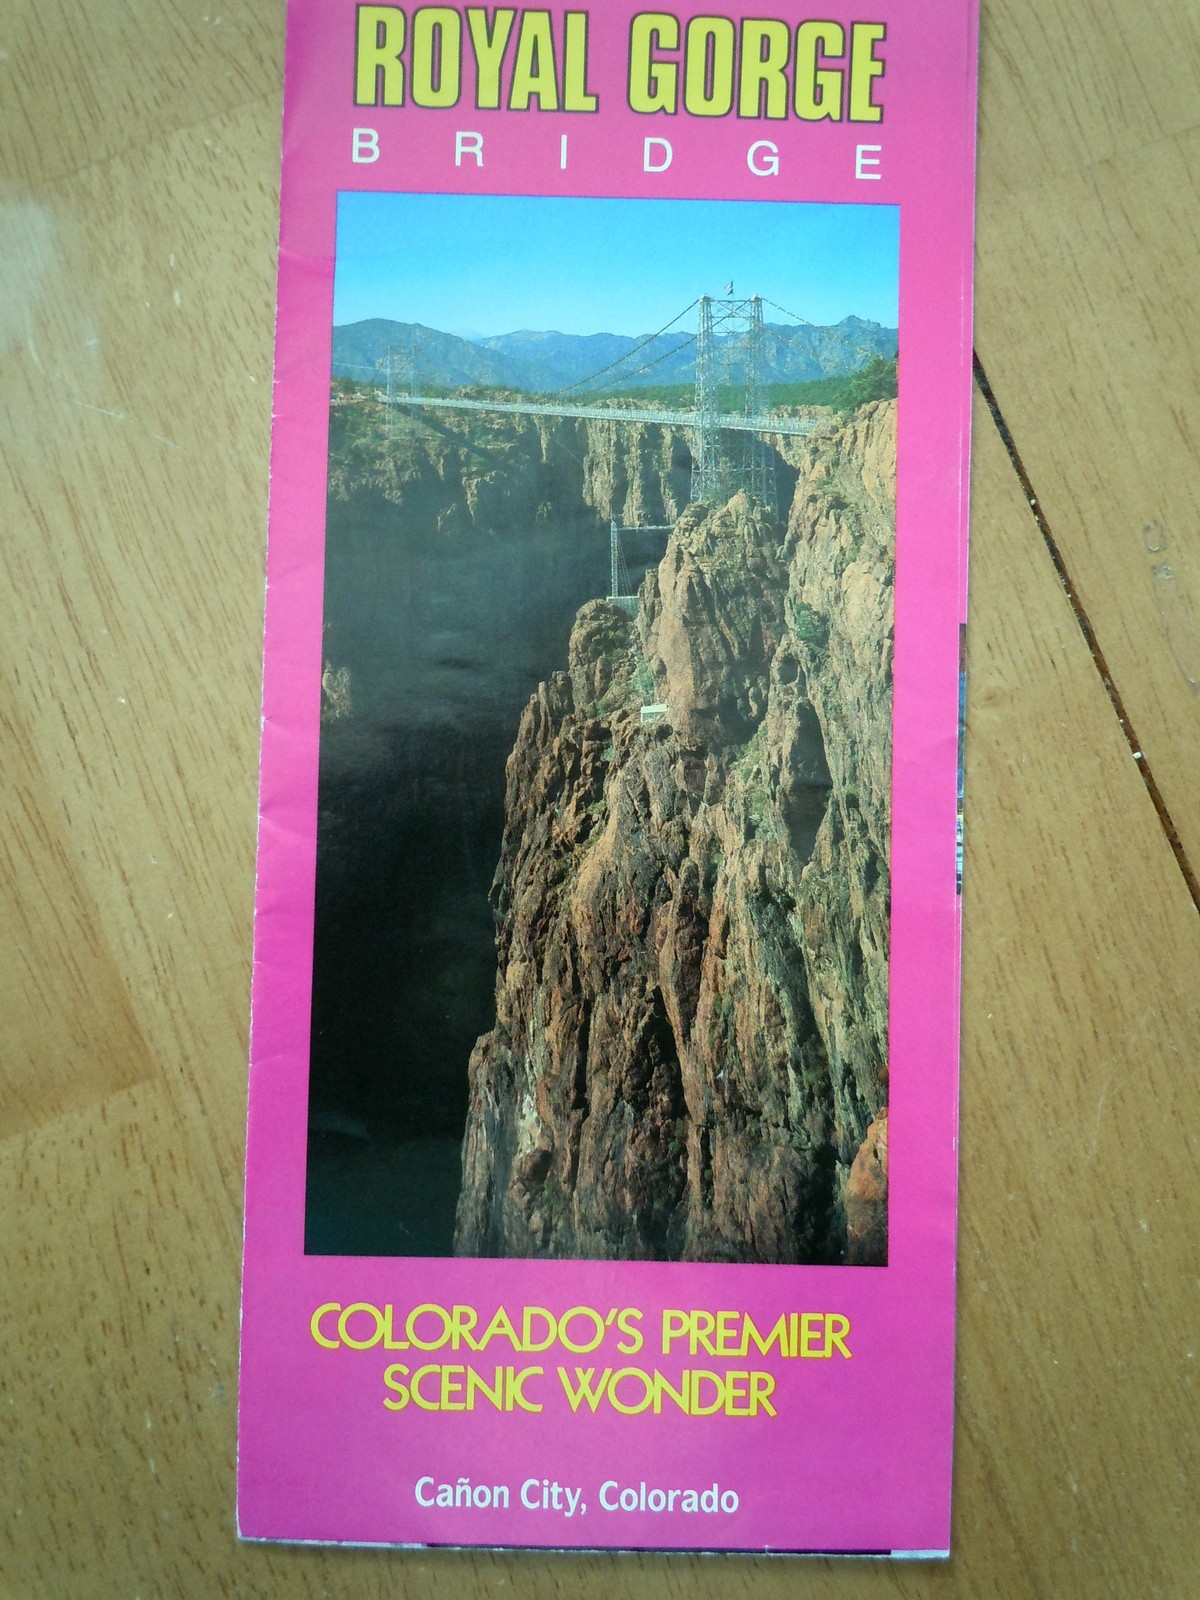 ROYAL GORGE
BRIDGE
COLORADO'S PREMIER
SCENIC WONDER
Cañon City, Colorado